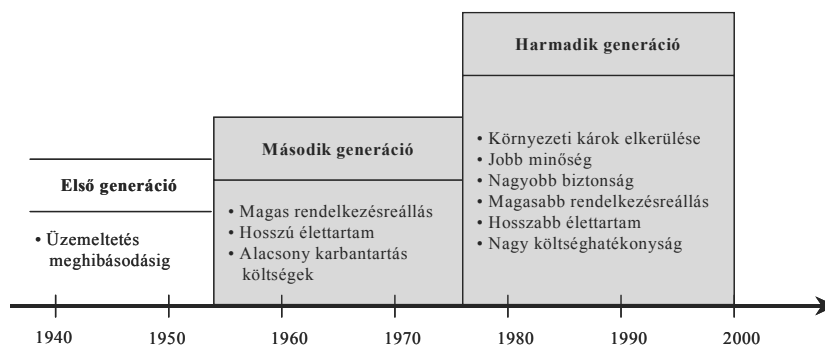 Első generáció
• Üzemeltetés
meghibásodásig
Második generáció
• Magas rendelkezésreállás
• Hosszú élettartam
• Alacsony karbantartás
költségek
Harmadik generáció
• Környezeti károk elkerülése
• Jobb minőség
• Nagyobb biztonság
• Magasabb rendelkezésreállás
• Hosszabb élettartam
• Nagy költséghatékonyság
1940 1950 1960 1970 1980 1990 2000